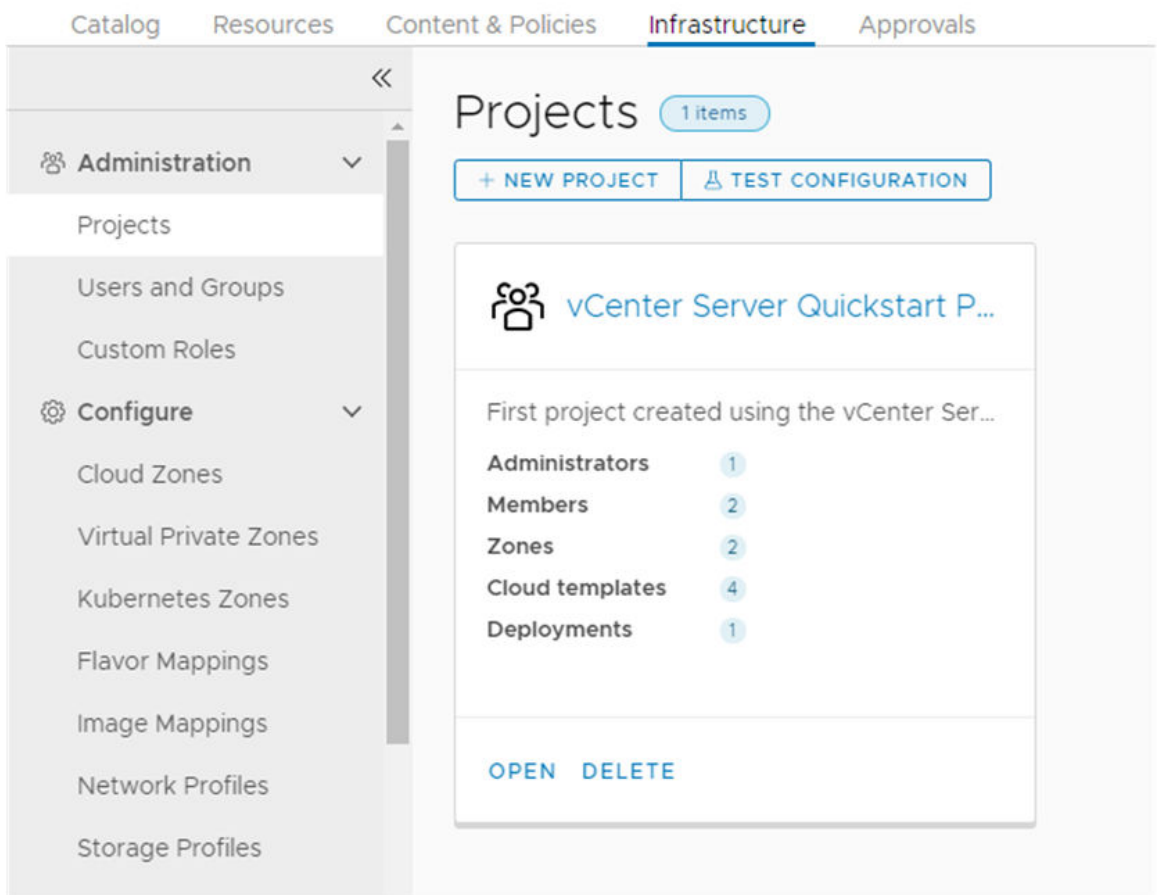 Catalog Resources Content & Policies Infrastructure Approvals
Administration
Projects
Users and Groups
Custom Roles
Configure
Cloud Zones
Virtual Private Zones
Kubernetes Zones
Flavor Mappings
Image Mappings
Network Profiles
Storage Profiles
Projects 1 items
+ NEW PROJECT TEST CONFIGURATION
vCenter Server Quickstart P...
First project created using the vCenter Ser...
Administrators 1
Members 2
Zones 2
Cloud templates 4
Deployments 1
OPEN DELETE